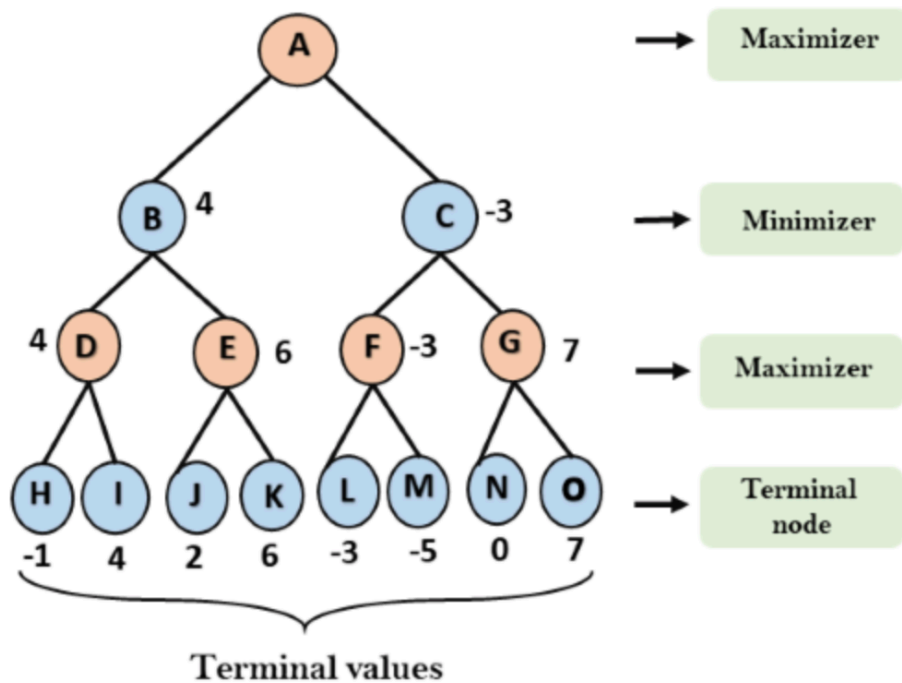 A
Maximizer
B 4
C -3
Minimizer
4 D
E 6
F -3
G 7
Maximizer
H I J K L M N O
Terminal
node
-1 4 2 6 -3 -5 0 7
Terminal values